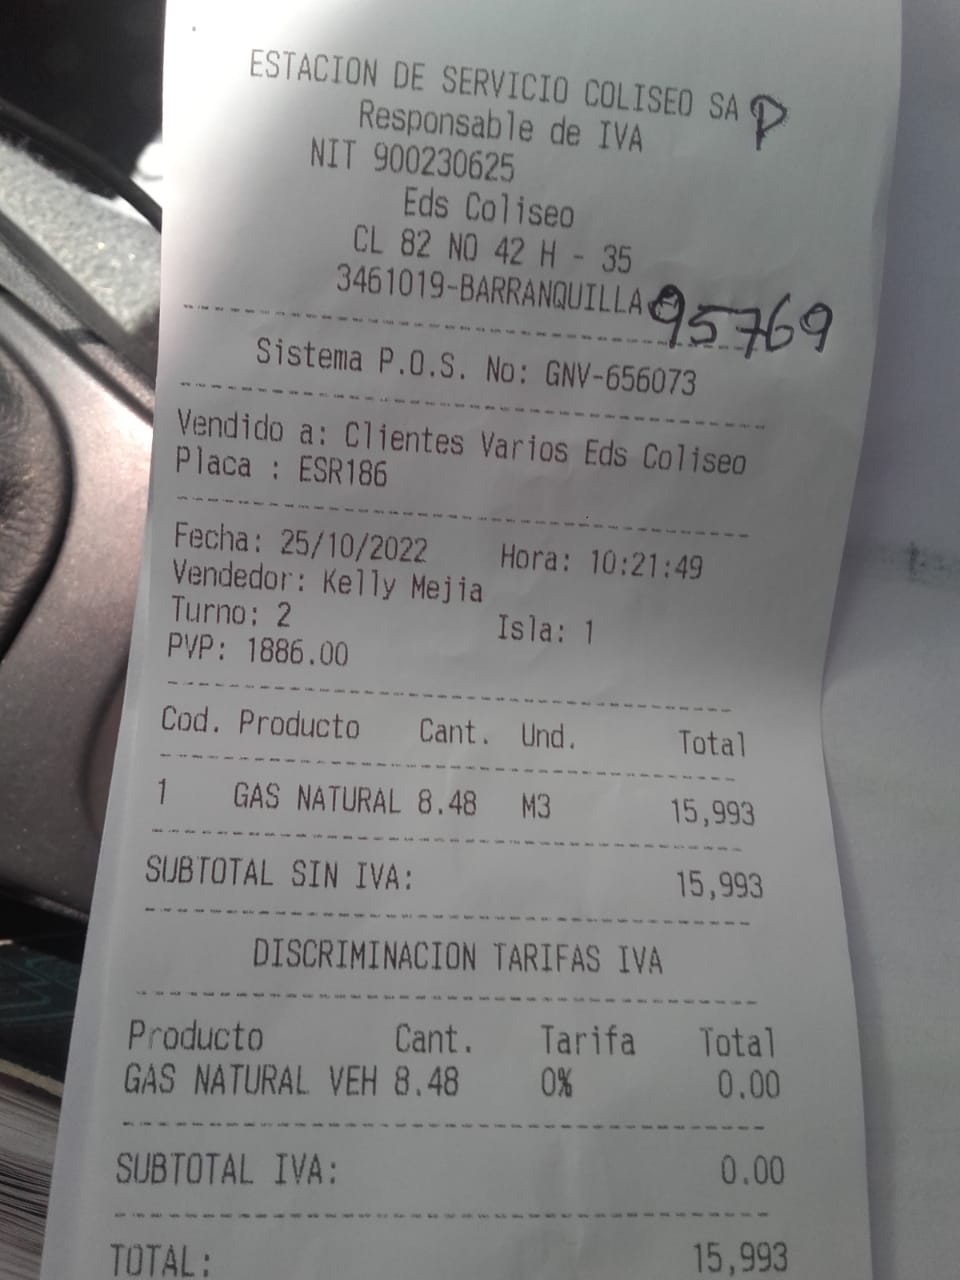 ESTACION DE SERVICIO COLISEO SA P
Responsable de IVA
NIT 900230625
Eds Coliseo
CL 82 NO 42 H - 35
3461019-BARRANQUILLA 95769
Sistema P.O.S. No: GNV-656073
Vendido a: Clientes Varios Eds Coliseo
Placa : ESR186
Fecha: 25/10/2022 Hora: 10:21:49
Vendedor: Kelly Mejia
Turno: 2 Isla: 1
PVP: 1886.00
Cod. Producto Cant. Und. Total
1 GAS NATURAL 8.48 M3 15,993
SUBTOTAL SIN IVA: 15,993
DISCRIMINACION TARIFAS IVA
Producto Cant. Tarifa Total
GAS NATURAL VEH 8.48 0% 0.00
SUBTOTAL IVA: 0.00
TOTAL: 15,993